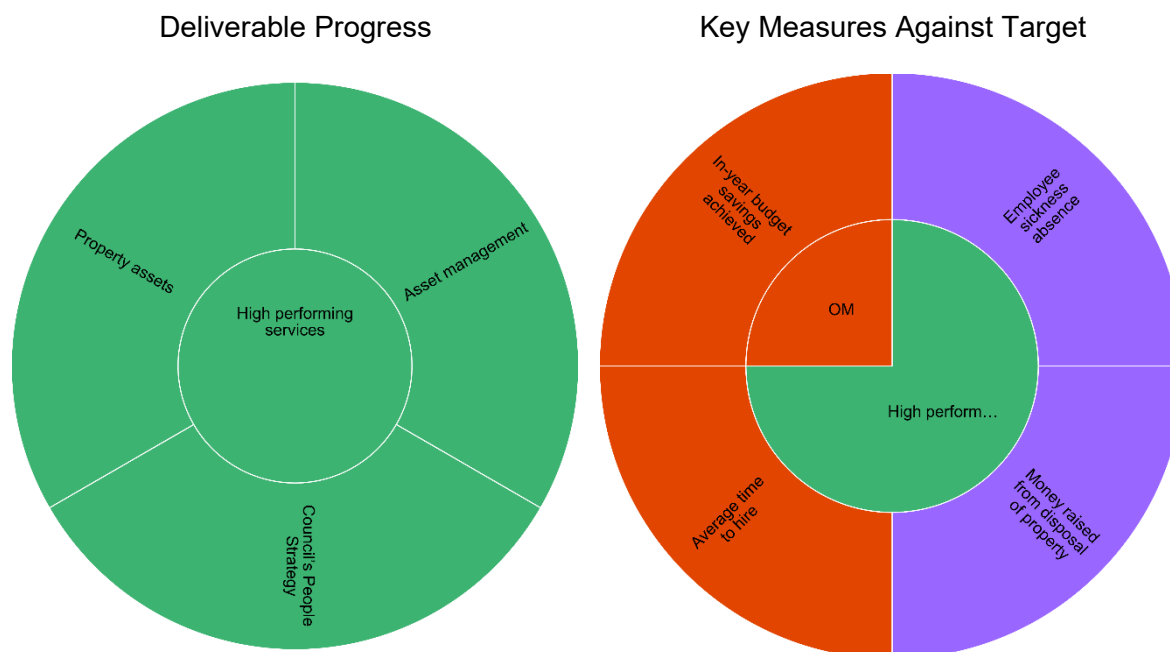 Deliverable Progress
Key Measures Against Target
Property assets
Asset management
High performing
services
Council's People
Strategy
In-year budget
savings
achieved
Employee
sickness
absence
OM
High perform…
Average time
to hire
Money raised
from disposal
of property